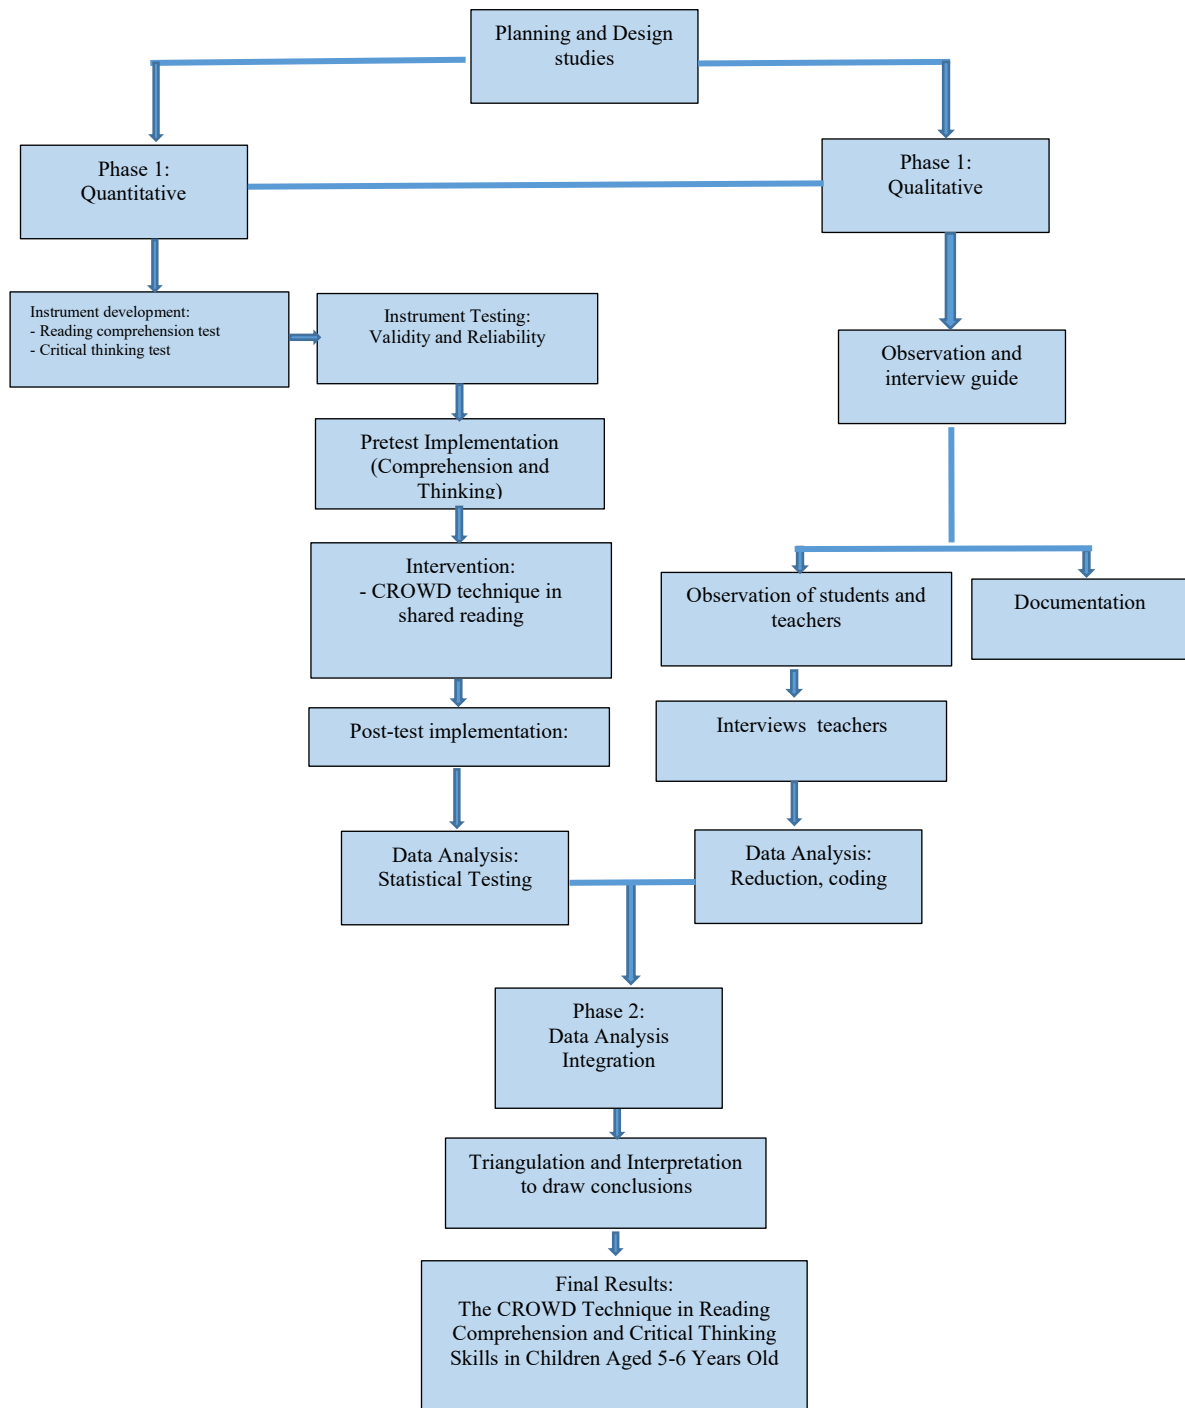 Planning and Design
studies
Phase 1:
Quantitative
Phase 1:
Qualitative
Instrument development:
- Reading comprehension test
- Critical thinking test
Instrument Testing:
Validity and Reliability
Observation and
interview guide
Pretest Implementation
(Comprehension and
Thinking)
Intervention:
- CROWD technique in
shared reading
Observation of students and
teachers
Documentation
Post-test implementation:
Interviews teachers
Data Analysis:
Statistical Testing
Data Analysis:
Reduction, coding
Phase 2:
Data Analysis
Integration
Triangulation and Interpretation
to draw conclusions
Final Results:
The CROWD Technique in Reading
Comprehension and Critical Thinking
Skills in Children Aged 5-6 Years Old